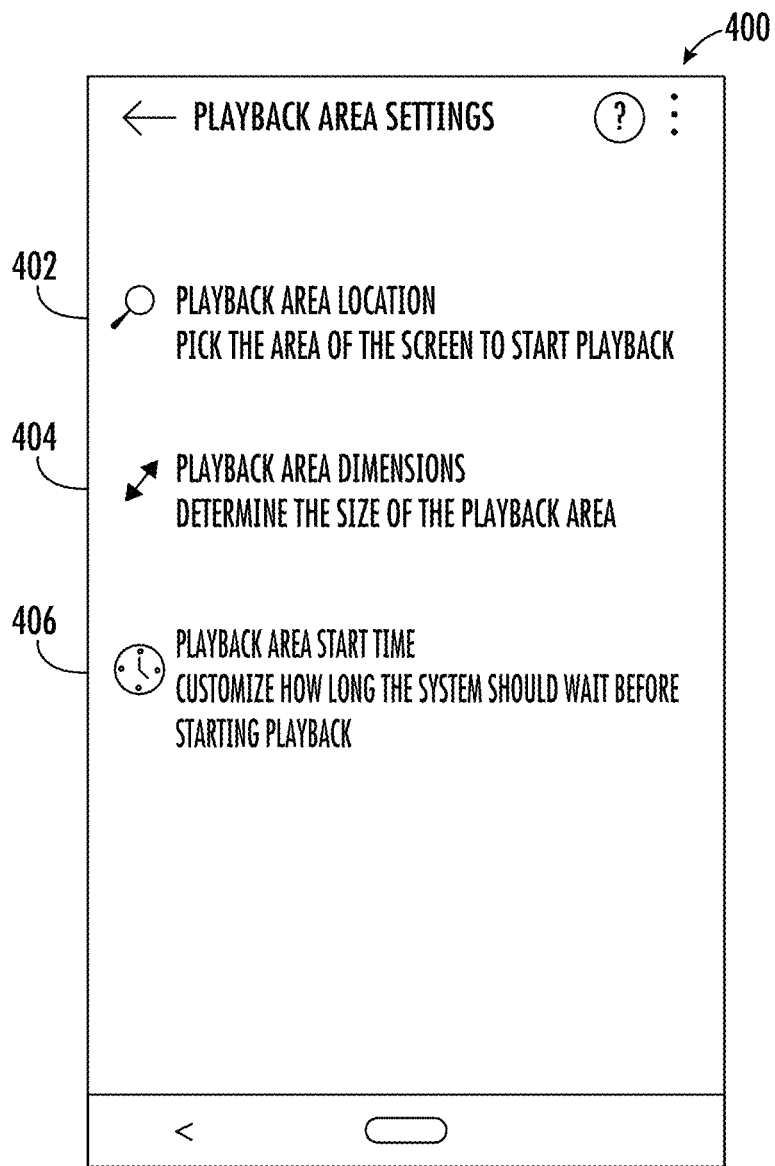 400
← PLAYBACK AREA SETTINGS ? ⋮
402
PLAYBACK AREA LOCATION
PICK THE AREA OF THE SCREEN TO START PLAYBACK
404
PLAYBACK AREA DIMENSIONS
DETERMINE THE SIZE OF THE PLAYBACK AREA
406
PLAYBACK AREA START TIME
CUSTOMIZE HOW LONG THE SYSTEM SHOULD WAIT BEFORE
STARTING PLAYBACK
<